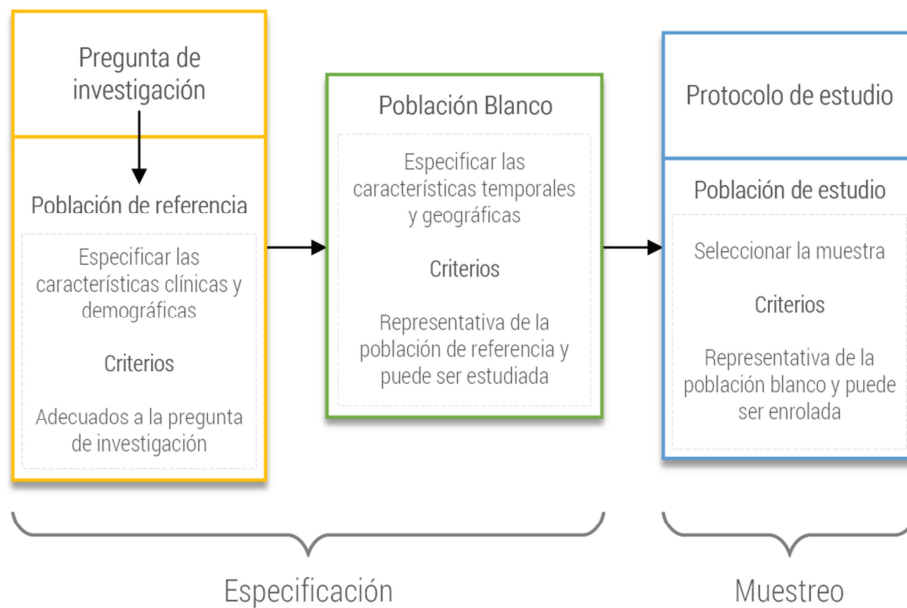 Pregunta de
investigación
Población de referencia
Especificar las
características clínicas y
demográficas
Criterios
Adecuados a la pregunta
de investigación
Población Blanco
Especificar las
características temporales
y geográficas
Criterios
Representativa de la
población de referencia y
puede ser estudiada
Protocolo de estudio
Población de estudio
Seleccionar la muestra
Criterios
Representativa de la
población blanco y puede
ser enrolada
Especificación
Muestreo